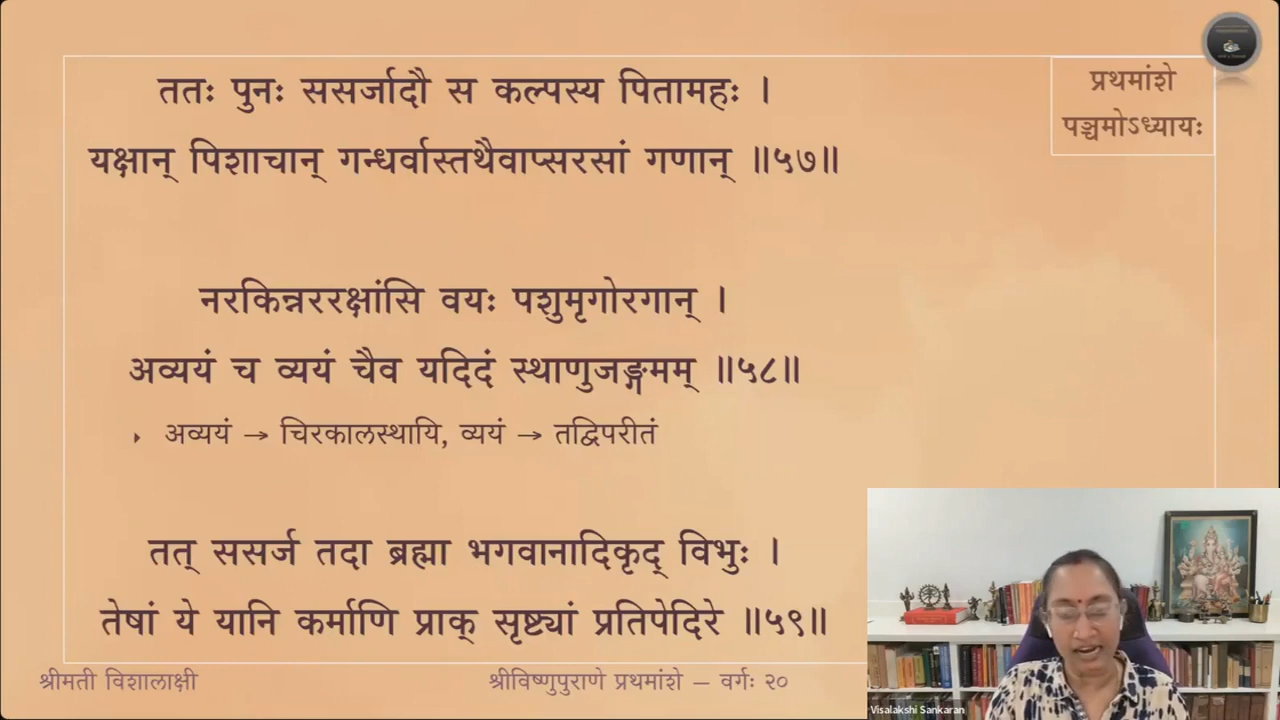 प्रथमांशे
पञ्चमोऽध्यायः
ततः पुनः ससर्जादौ स कल्पस्य पितामहः ।
यक्षान् पिशाचान् गन्धर्वास्तथैवाप्सरसां गणान् ॥५७॥
नरकिन्नररक्षांसि वयः पशुमृगोरगान् ।
अव्ययं च व्ययं चैव यदिदं स्थाणुजङ्गमम् ॥५८॥
अव्ययं → चिरकालस्थायि, व्ययं → तद्विपरीतं
तत् ससर्ज तदा ब्रह्मा भगवानादिकृद् विभुः ।
तेषां ये यानि कर्माणि प्राक् सृष्ट्यां प्रतिपेदिरे ॥५९॥
श्रीमती विशालाक्षी
श्रीविष्णुपुराणे प्रथमांशे – वर्गः २०
Visalakshi Sankaran